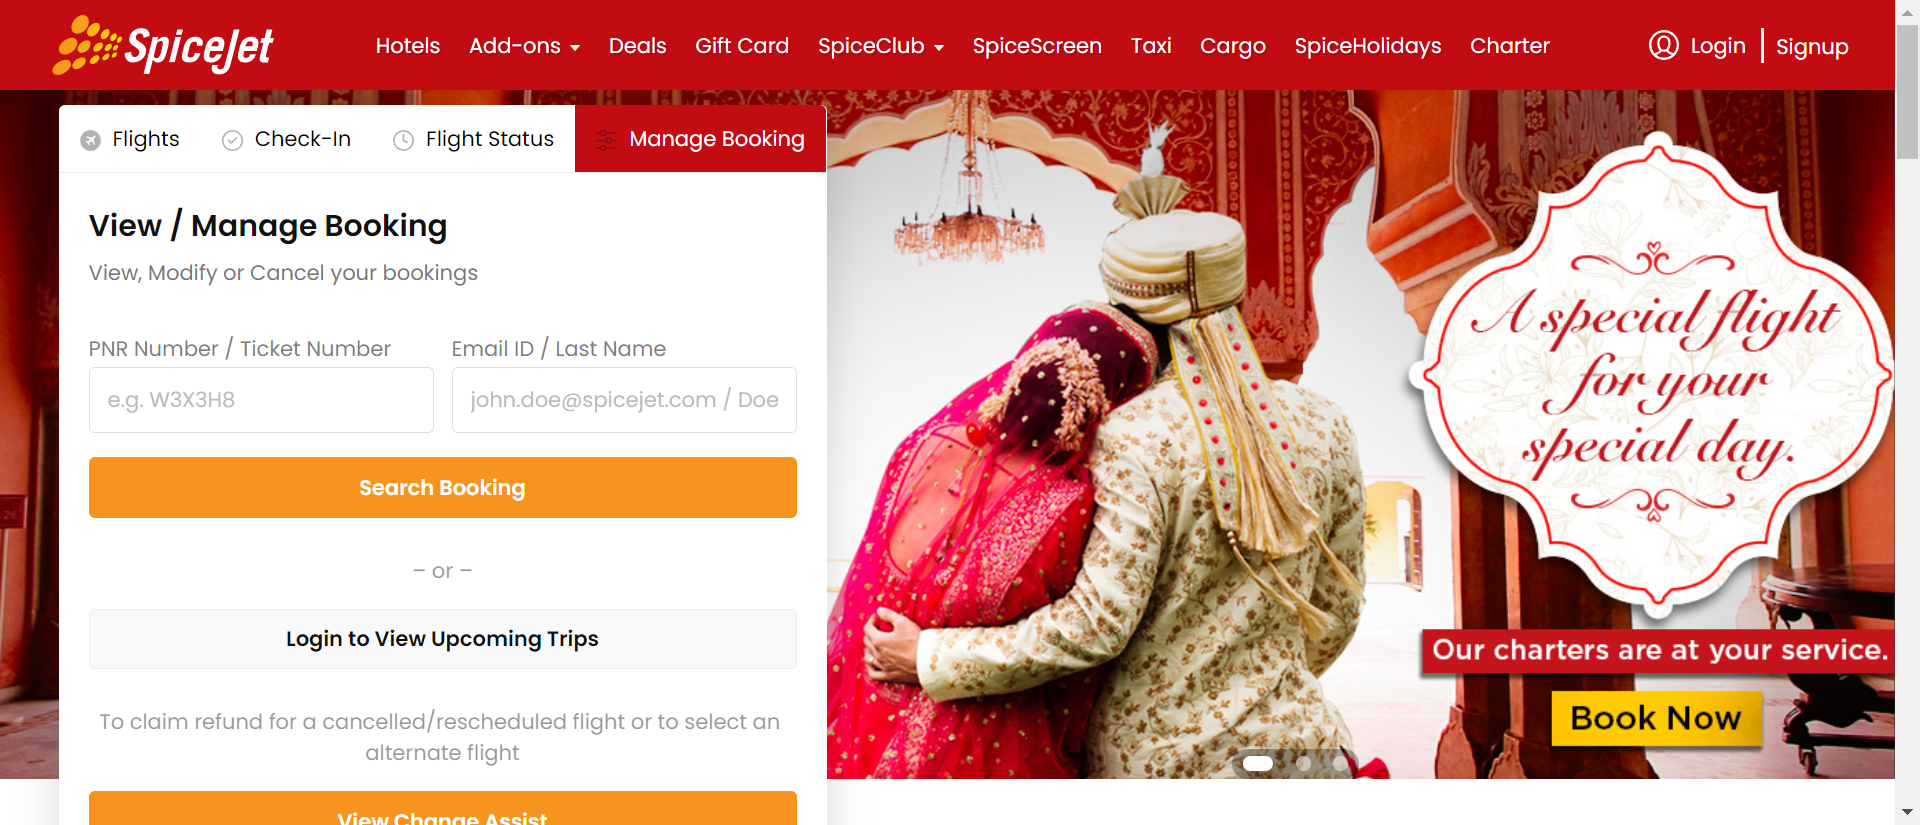 SpiceJet
Hotels
Add-ons
Deals
Gift Card
SpiceClub
SpiceScreen
Taxi
Cargo
SpiceHolidays
Charter
Login
Signup
Flights
Check-In
Flight Status
Manage Booking
View / Manage Booking
View, Modify or Cancel your bookings
PNR Number / Ticket Number
Email ID / Last Name
e.g. W3X3H8
john.doe@spicejet.com / Doe
Search Booking
– or –
Login to View Upcoming Trips
To claim refund for a cancelled/rescheduled flight or to select an
alternate flight
View Change Assist
A special flight
for your
special day.
Our charters are at your service.
Book Now